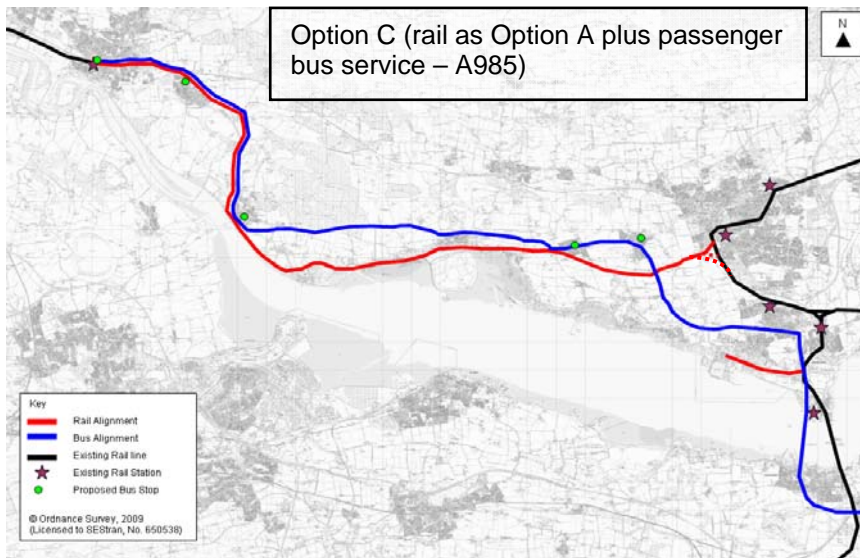 Option C (rail as Option A plus passenger
bus service – A985)
N
Key
Rail Alignment
Bus Alignment
Existing Rail line
Existing Rail Station
Proposed Bus Stop
© Ordnance Survey, 2009
(Licensed to SEStran, No. 650538)